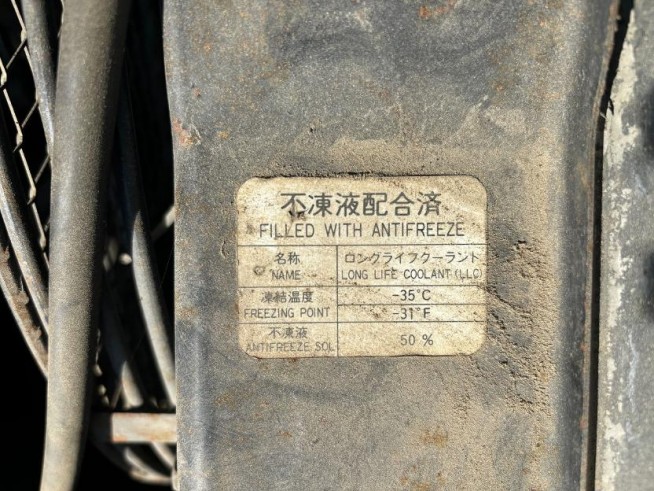 不凍液配合済
FILLED WITH ANTIFREEZE
名称 ロングライフクーラント
NAME LONG LIFE COOLANT (LLC)
凍結温度 -35°C
FREEZING POINT -31°F
不凍液
ANTIFREEZE SOL. 50 %